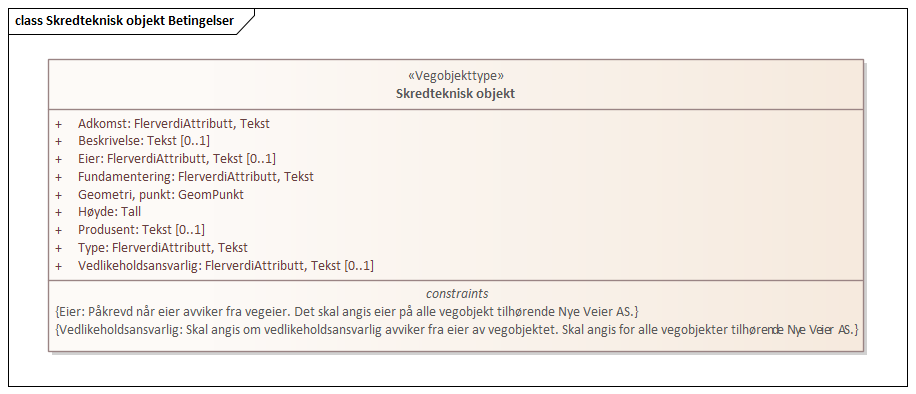 class Skredteknisk objekt Betingelser
«Vegobjekttype»
Skredteknisk objekt
+ Adkomst: FlerverdiAttributt, Tekst
+ Beskrivelse: Tekst [0..1]
+ Eier: FlerverdiAttributt, Tekst [0..1]
+ Fundamentering: FlerverdiAttributt, Tekst
+ Geometri, punkt: GeomPunkt
+ Høyde: Tall
+ Produsent: Tekst [0..1]
+ Type: FlerverdiAttributt, Tekst
+ Vedlikeholdsansvarlig: FlerverdiAttributt, Tekst [0..1]
constraints
{Eier: Påkrevd når eier avviker fra vegeier. Det skal angis eier på alle vegobjekt tilhørende Nye Veier AS.}
{Vedlikeholdsansvarlig: Skal angis om vedlikeholdsansvarlig avviker fra eier av vegobjektet. Skal angis for alle vegobjekter tilhørende Nye Veier AS.}